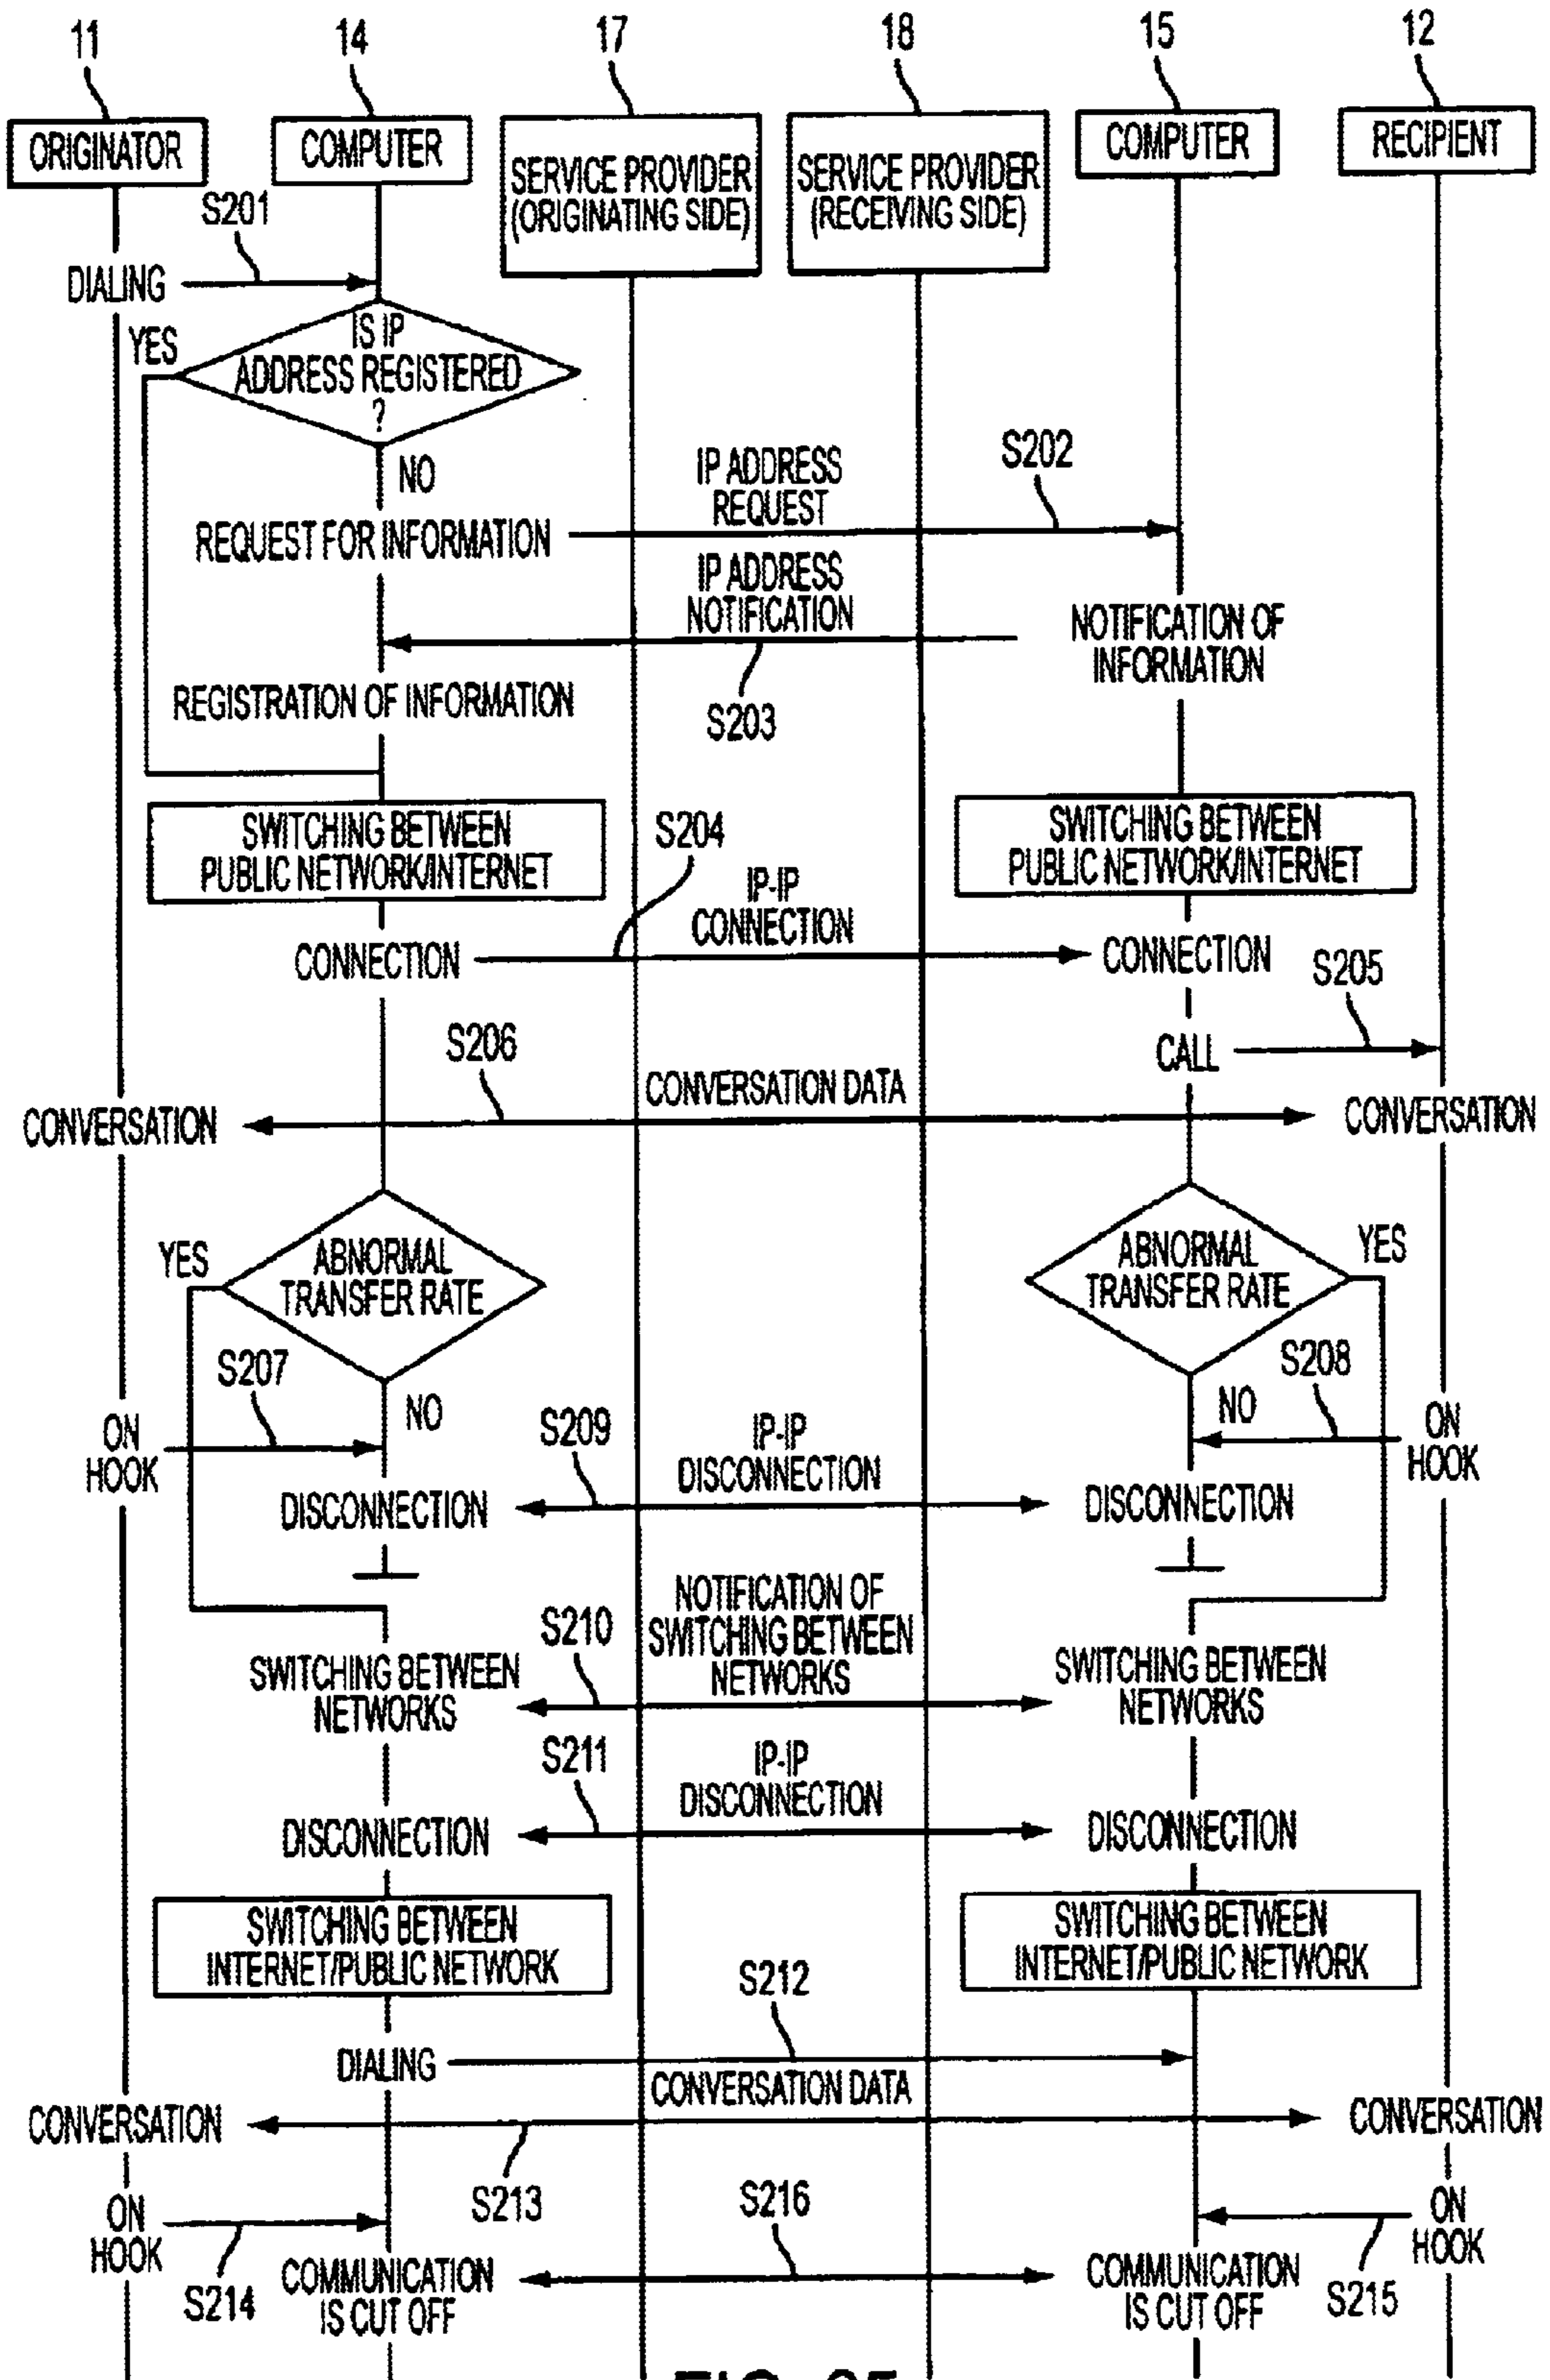 11
14
17
18
15
12
ORIGINATOR
COMPUTER
SERVICE PROVIDER
(ORIGINATING SIDE)
SERVICE PROVIDER
(RECEIVING SIDE)
COMPUTER
RECIPIENT
S201
DIALING
YES
IS IP
ADDRESS REGISTERED
?
NO
IP ADDRESS
REQUEST
S202
REQUEST FOR INFORMATION
IP ADDRESS
NOTIFICATION
NOTIFICATION OF
INFORMATION
REGISTRATION OF INFORMATION
S203
SWITCHING BETWEEN
PUBLIC NETWORK/INTERNET
S204
SWITCHING BETWEEN
PUBLIC NETWORK/INTERNET
IP-IP
CONNECTION
CONNECTION
CONNECTION
S205
CALL
S206
CONVERSATION DATA
CONVERSATION
CONVERSATION
YES
ABNORMAL
TRANSFER RATE
ABNORMAL
TRANSFER RATE
YES
S207
NO
S208
NO
ON
HOOK
S209
IP-IP
DISCONNECTION
ON
HOOK
DISCONNECTION
DISCONNECTION
S210
NOTIFICATION OF
SWITCHING BETWEEN
NETWORKS
SWITCHING BETWEEN
NETWORKS
SWITCHING BETWEEN
NETWORKS
S211
IP-IP
DISCONNECTION
DISCONNECTION
DISCONNECTION
SWITCHING BETWEEN
INTERNET/PUBLIC NETWORK
SWITCHING BETWEEN
INTERNET/PUBLIC NETWORK
S212
DIALING
CONVERSATION DATA
CONVERSATION
CONVERSATION
S213
S216
ON
HOOK
ON
HOOK
S214
COMMUNICATION
IS CUT OFF
COMMUNICATION
IS CUT OFF
S215